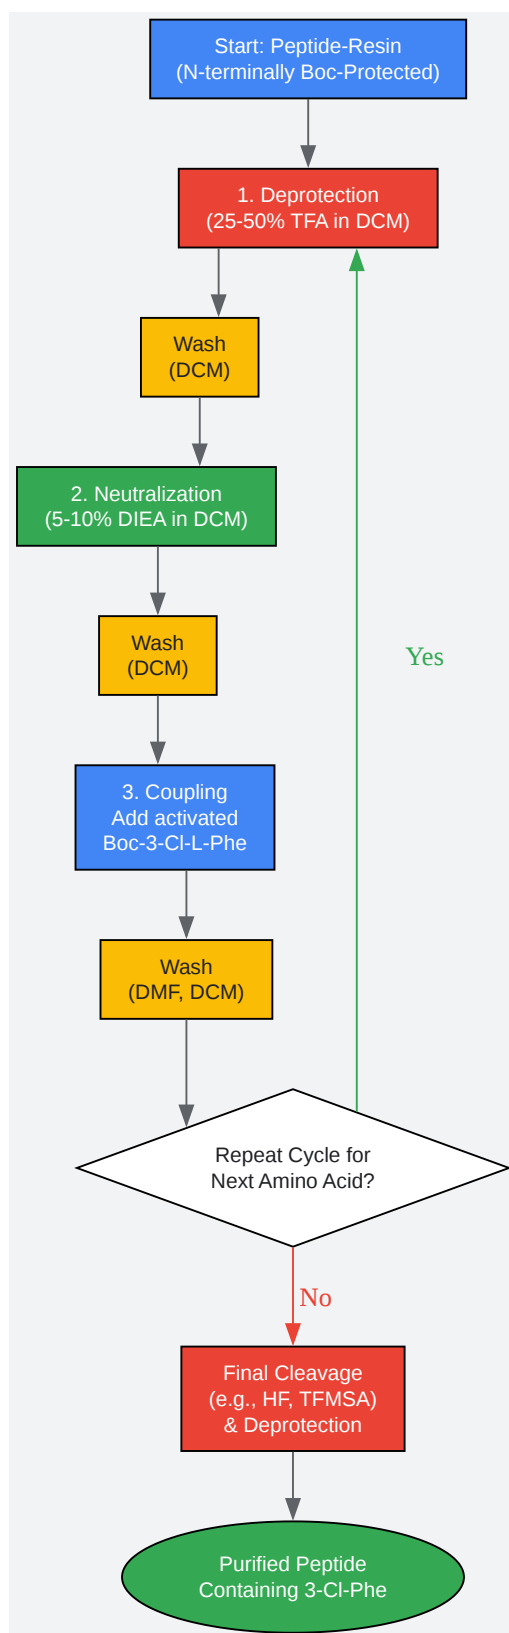 Start: Peptide-Resin
(N-terminally Boc-Protected)
1. Deprotection
(25-50% TFA in DCM)
Wash
(DCM)
2. Neutralization
(5-10% DIEA in DCM)
Wash
(DCM)
Yes
3. Coupling
Add activated
Boc-3-Cl-L-Phe
Wash
(DMF, DCM)
Repeat Cycle for
Next Amino Acid?
No
Final Cleavage
(e.g., HF, TFMSA)
& Deprotection
Purified Peptide
Containing 3-Cl-Phe